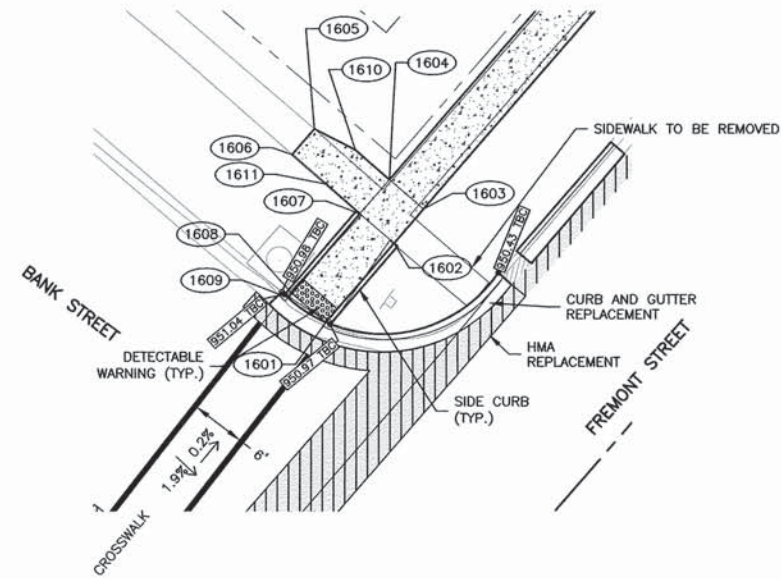 1605
1610
1604
SIDEWALK TO BE REMOVED
1606
1611
1607
1603
1608
1609
950.98 TBC
950.43 TBC
1602
BANK STREET
951.04 TBC
CURB AND GUTTER
REPLACEMENT
DETECTABLE
WARNING (TYP.)
1601
950.97 TBC
HMA
REPLACEMENT
SIDE CURB
(TYP.)
FREMONT STREET
6'
0.2%
1.9%
CROSSWALK